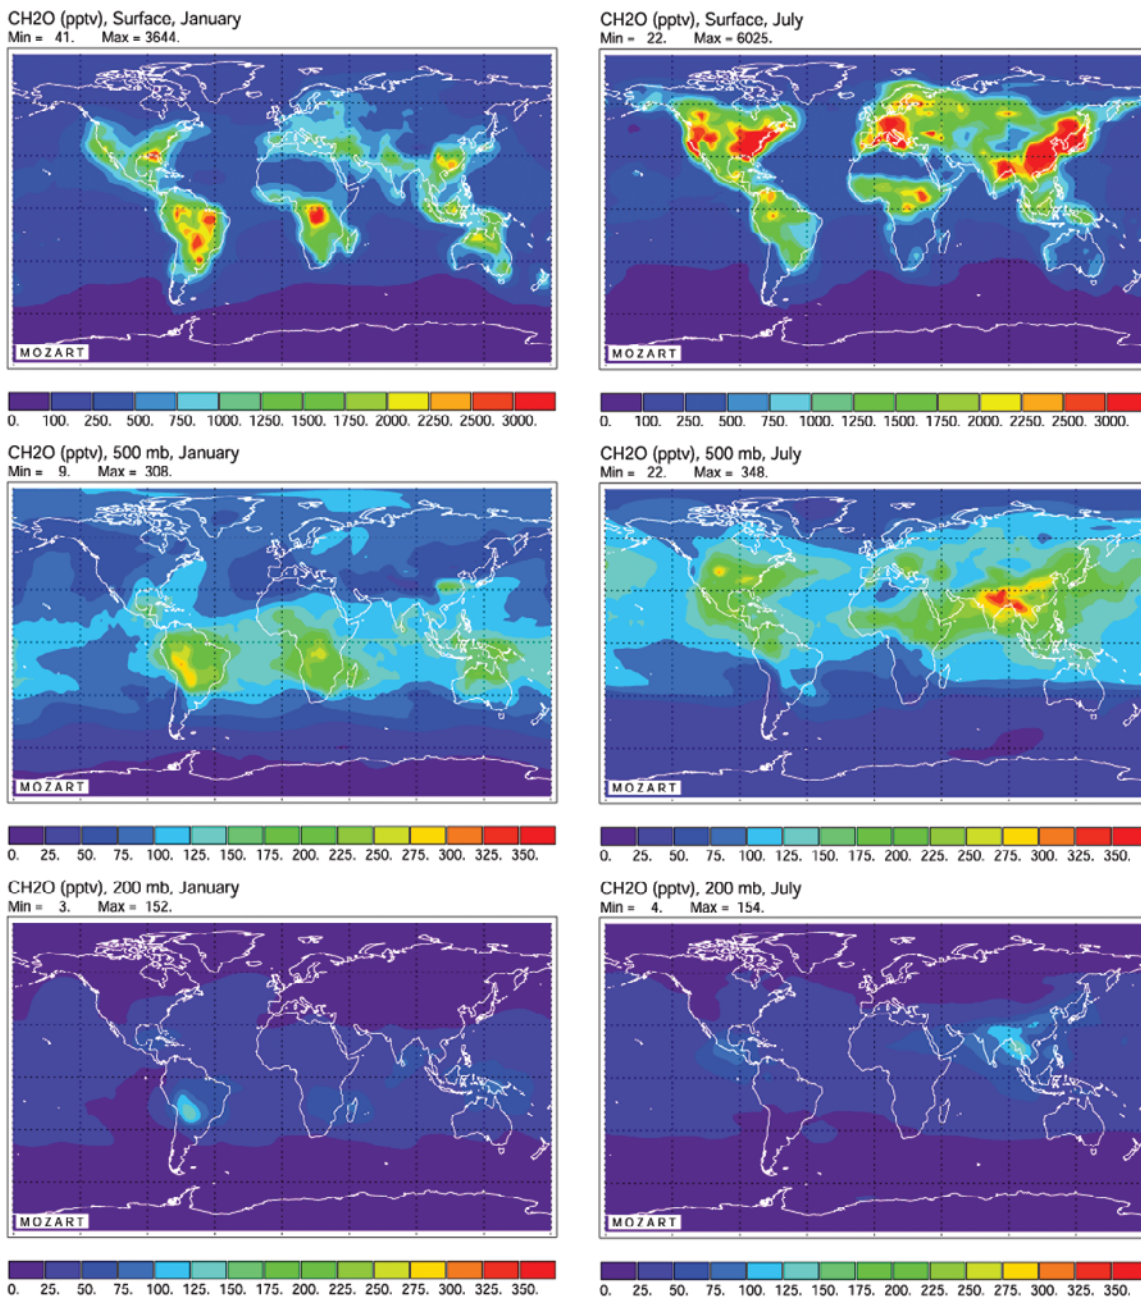 CH2O (pptv), Surface, January
Min = 41. Max = 3644.
MOZART
0. 100. 250. 500. 750. 1000. 1250. 1500. 1750. 2000. 2250. 2500. 3000.
CH2O (pptv), Surface, July
Min = 22. Max = 6025.
MOZART
0. 100. 250. 500. 750. 1000. 1250. 1500. 1750. 2000. 2250. 2500. 3000.
CH2O (pptv), 500 mb, January
Min = 9. Max = 308.
MOZART
0. 25. 50. 75. 100. 125. 150. 175. 200. 225. 250. 275. 300. 325. 350.
CH2O (pptv), 500 mb, July
Min = 22. Max = 348.
MOZART
0. 25. 50. 75. 100. 125. 150. 175. 200. 225. 250. 275. 300. 325. 350.
CH2O (pptv), 200 mb, January
Min = 3. Max = 152.
MOZART
0. 25. 50. 75. 100. 125. 150. 175. 200. 225. 250. 275. 300. 325. 350.
CH2O (pptv), 200 mb, July
Min = 4. Max = 154.
MOZART
0. 25. 50. 75. 100. 125. 150. 175. 200. 225. 250. 275. 300. 325. 350.